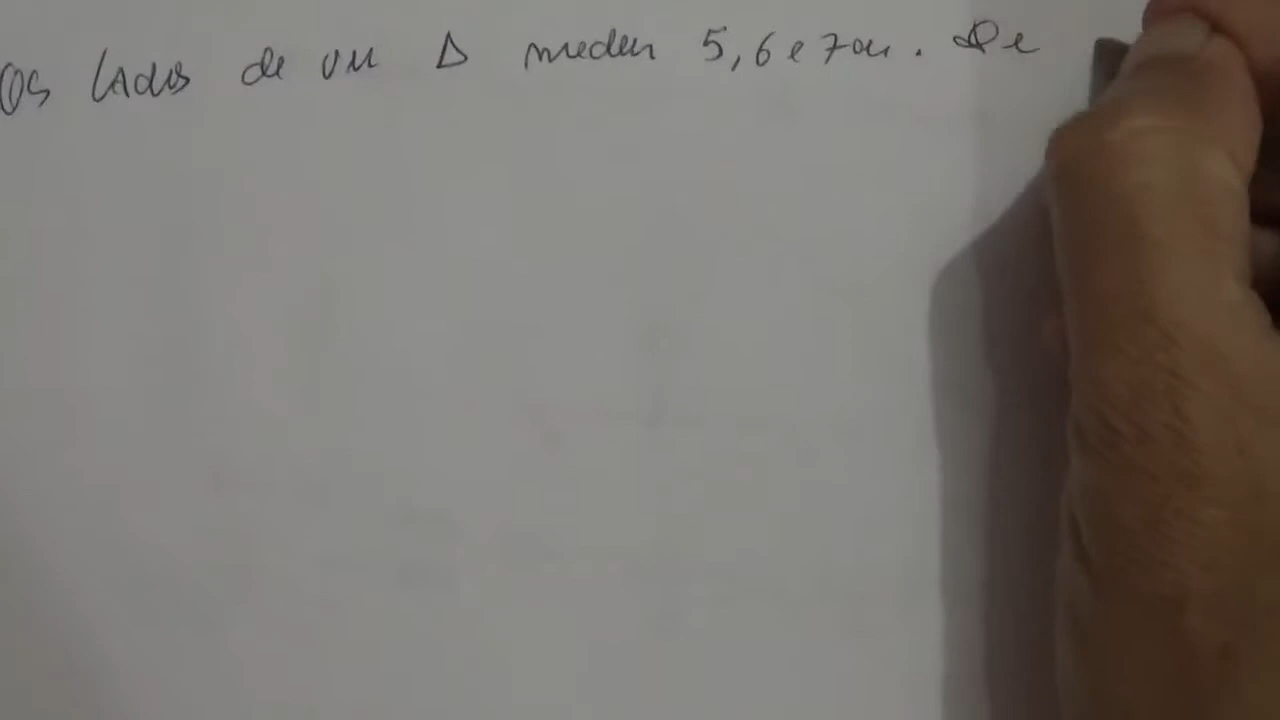 Os lados de um Δ medem 5, 6 e 7cm. De